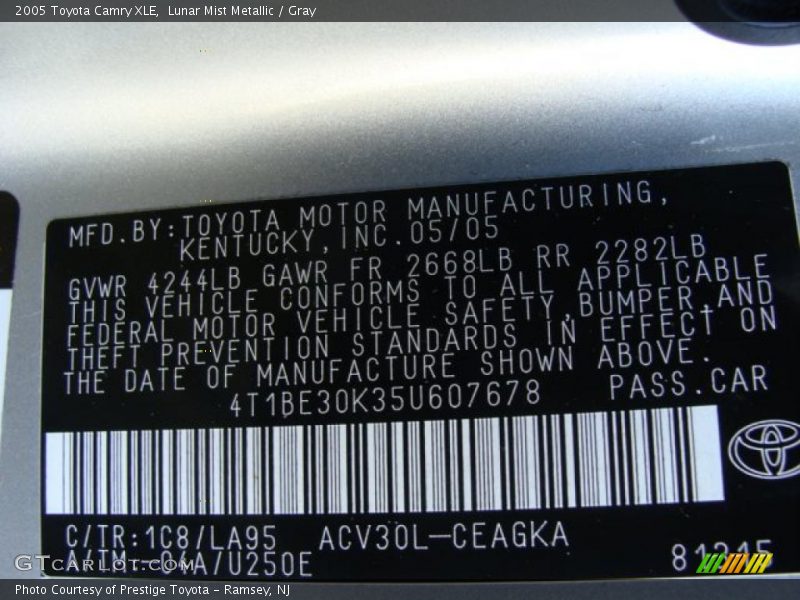 2005 Toyota Camry XLE,  Lunar Mist Metallic / Gray
MFD.BY:TOYOTA MOTOR MANUFACTURING,
KENTUCKY,INC.05/05
GVWR 4244LB GAWR FR 2668LB RR 2282LB
THIS VEHICLE CONFORMS TO ALL APPLICABLE
FEDERAL MOTOR VEHICLE SAFETY,BUMPER,AND
THEFT PREVENTION STANDARDS IN EFFECT ON
THE DATE OF MANUFACTURE SHOWN ABOVE.
4T1BE30K35U607678 PASS.CAR
C/TR:1C8/LA95 ACV30L-CEAGKA
A/TM:-04A/U250E
GTCARLOT.COM
Photo Courtesy of Prestige Toyota - Ramsey, NJ